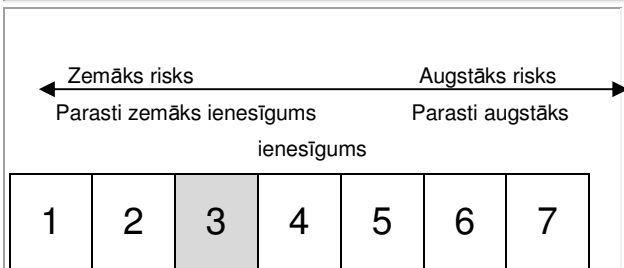 Zemāks risks Augstāks risks
Parasti zemāks ienesīgums Parasti augstāks
ienesīgums
1 2 3 4 5 6 7